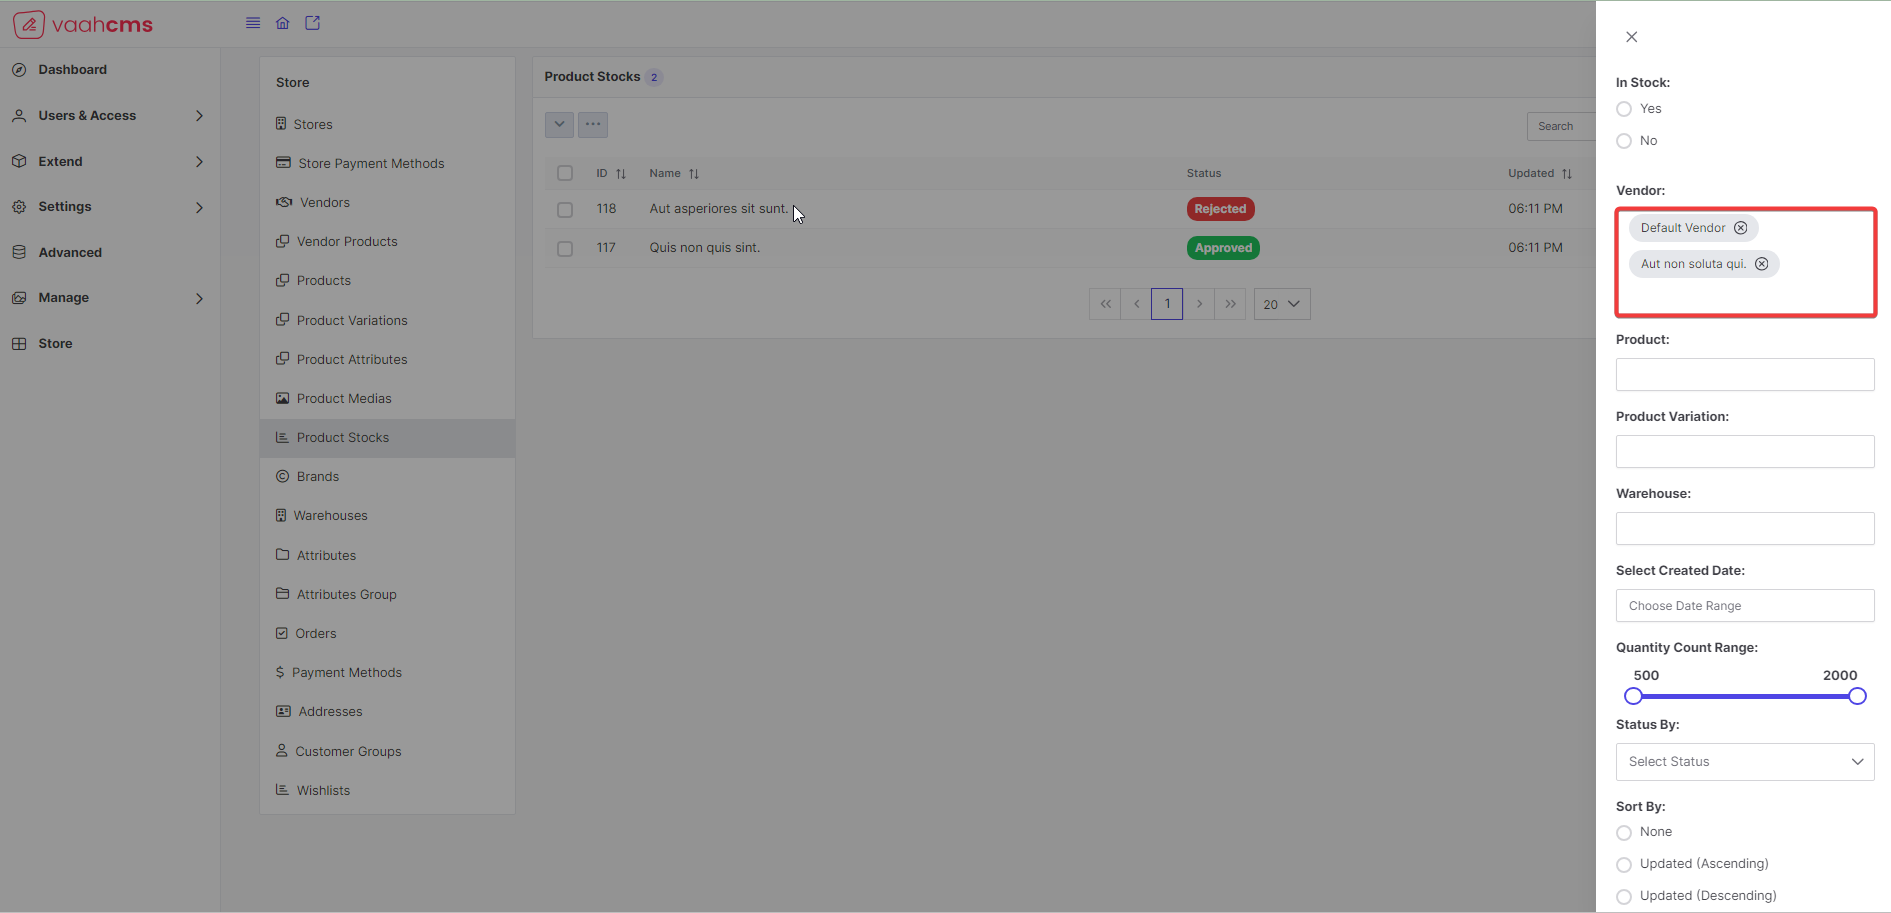 vaahcms
Dashboard
Users & Access
Extend
Settings
Advanced
Manage
Store
Store
Stores
Store Payment Methods
Vendors
Vendor Products
Products
Product Variations
Product Attributes
Product Medias
Product Stocks
Brands
Warehouses
Attributes
Attributes Group
Orders
Payment Methods
Addresses
Customer Groups
Wishlists
Product Stocks 2
Search
ID Name Status Updated
118 Aut asperiores sit sunt. Rejected 06:11 PM
117 Quis non quis sint. Approved 06:11 PM
1 20
In Stock:
Yes
No
Vendor:
Default Vendor
Aut non soluta qui.
Product:
Product Variation:
Warehouse:
Select Created Date:
Choose Date Range
Quantity Count Range:
500 2000
Status By:
Select Status
Sort By:
None
Updated (Ascending)
Updated (Descending)